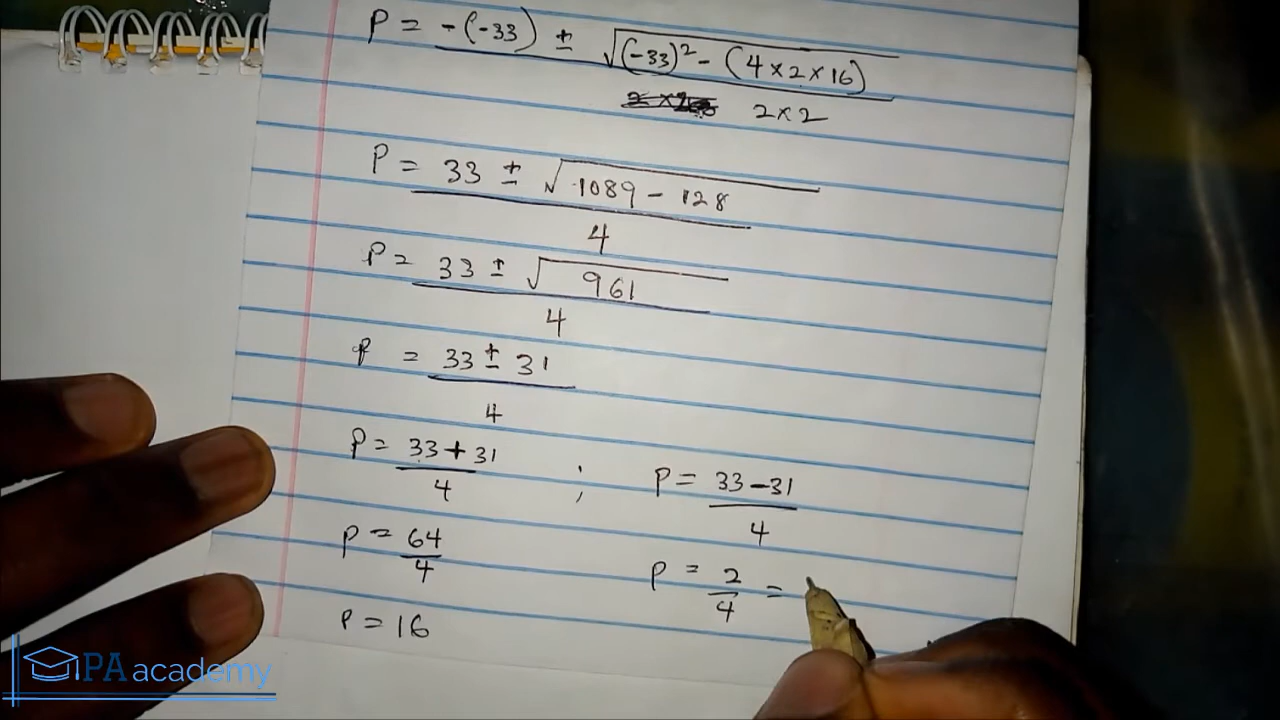 P = -(-33) ± √(-33)² - (4×2×16)
2×2
P = 33 ± √1089 - 128
4
P = 33 ± √961
4
P = 33 ± 31
4
P = 33 + 31 ; P = 33 - 31
4 4
P = 64/4 P = 2/4 =
P = 16
PA academy